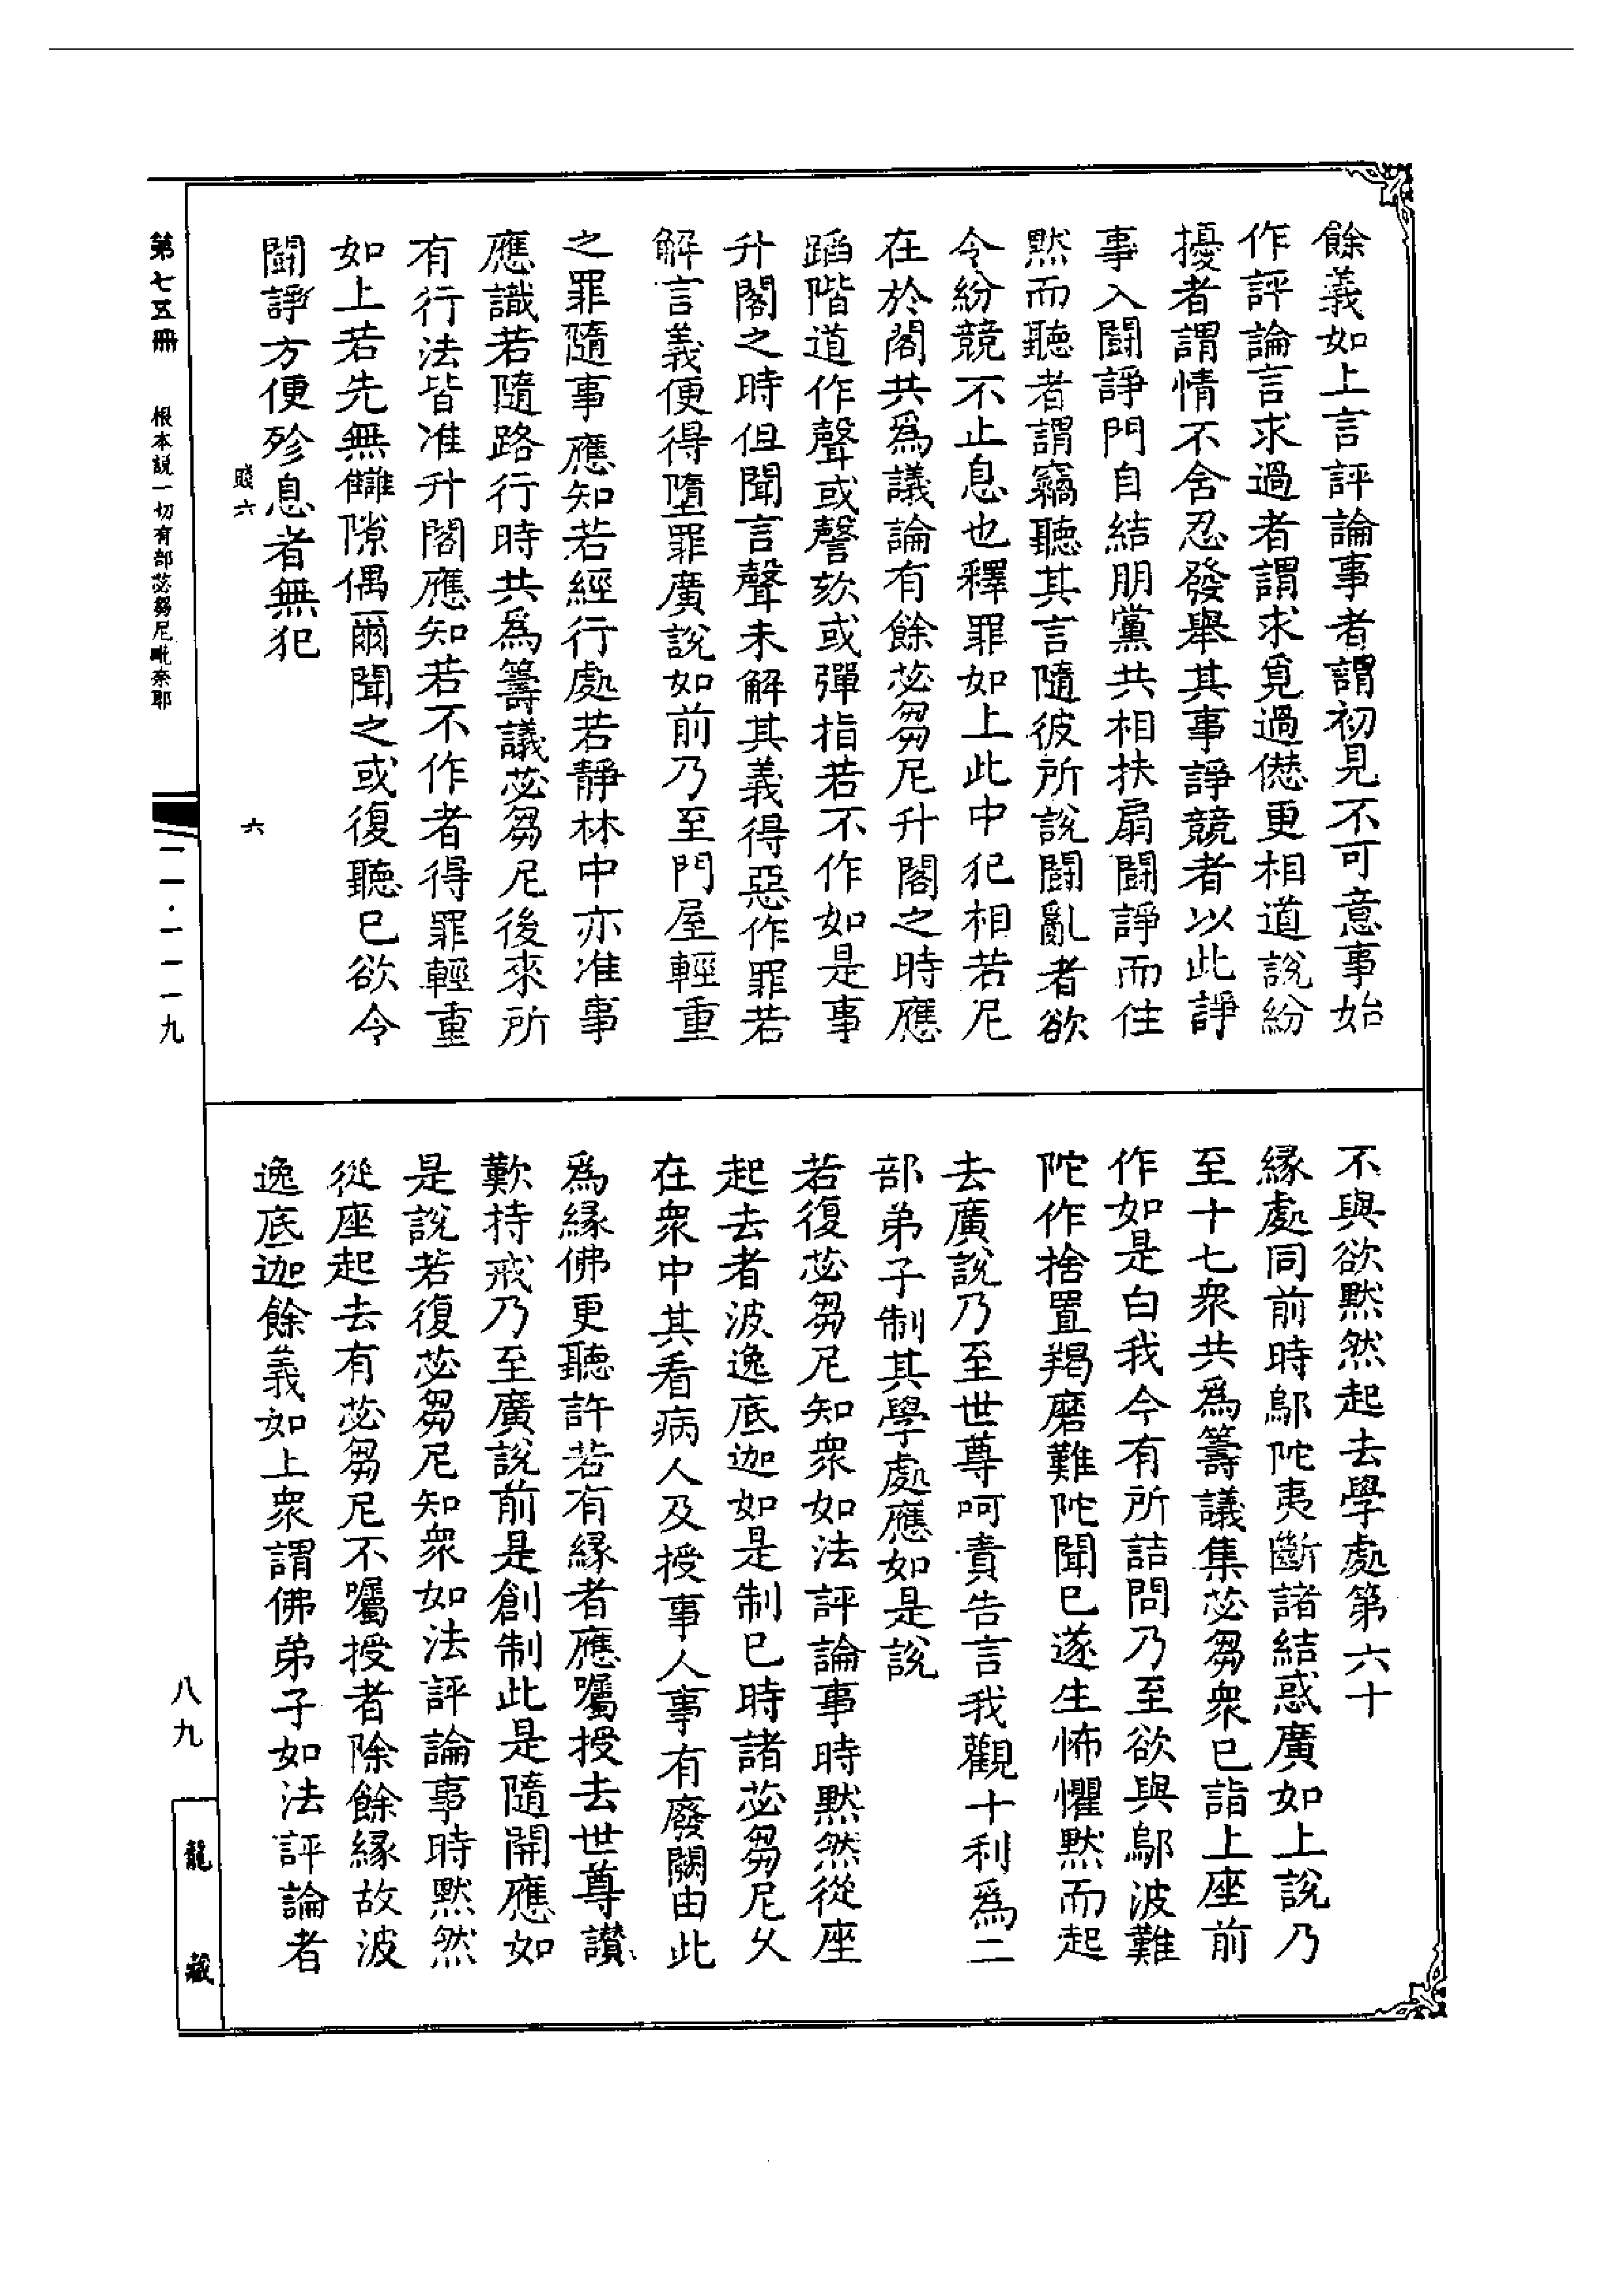 餘義如上言評論事者謂初見不可意事始
作評論言求過者謂求覓過𠎝更相道說紛
擾者謂情不舍忍發舉其事諍競者以此諍
事入鬪諍門自結朋黨共相扶扇鬪諍而住
默而聽者謂竊聽其言隨彼所說鬪亂者欲
令紛競不止息也釋罪如上此中犯相若尼
在於閣共爲議論有餘苾芻尼升閣之時應
蹈階道作聲或謦欬或彈指若不作如是事
升閣之時但聞言聲未解其義得惡作罪若
解言義便得墮罪廣說如前乃至門屋輕重
之罪隨事應知若經行處若靜林中亦准事
應識若隨路行時共爲籌議苾芻尼後來所
有行法皆准升閣應知若不作者得罪輕重
如上若先無讎隙偶爾聞之或復聽已欲令
鬪諍方便殄息者無犯
不與欲默然起去學處第六十
緣處同前時鄔陀夷斷諸結惑廣如上說乃
至十七衆共爲籌議集苾芻衆已詣上座前
作如是白我今有所詰問乃至欲與鄔波難
陀作捨置羯磨難陀聞已遂生怖懼默而起
去廣說乃至世尊呵責告言我觀十利爲二
部弟子制其學處應如是說
若復苾芻尼知衆如法評論事時默然從座
起去者波逸底迦如是制已時諸苾芻尼久
在衆中其看病人及授事人事有廢闕由此
爲緣佛更聽許若有緣者應囑授去世尊讃
歎持戒乃至廣說前是創制此是隨開應如
是說若復苾芻尼知衆如法評論事時默然
從座起去有苾芻尼不囑授者除餘緣故波
逸底迦餘義如上衆謂佛弟子如法評論者
賤六
六
第七五冊
根本說一切有部苾芻尼毗奈耶
一一·一一一九
八九
龍藏